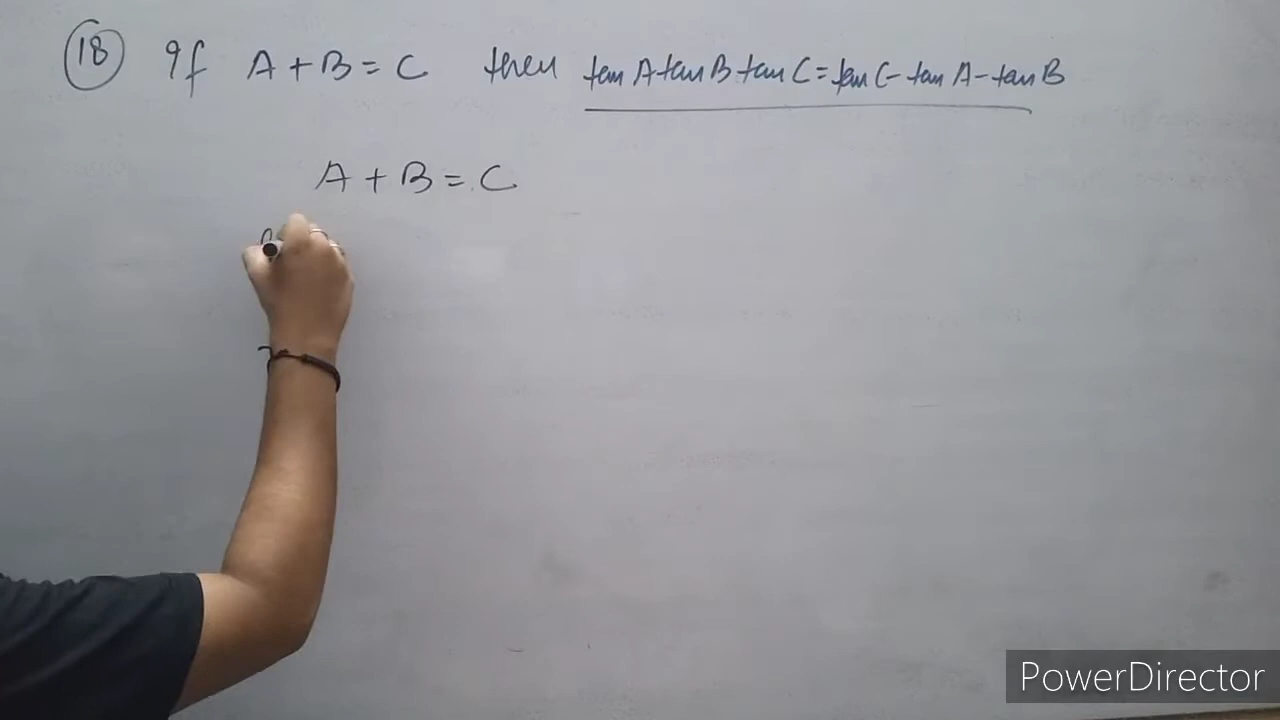 18 If A + B = C then tan A tan B tan C = tan C - tan A - tan B
A + B = C
PowerDirector